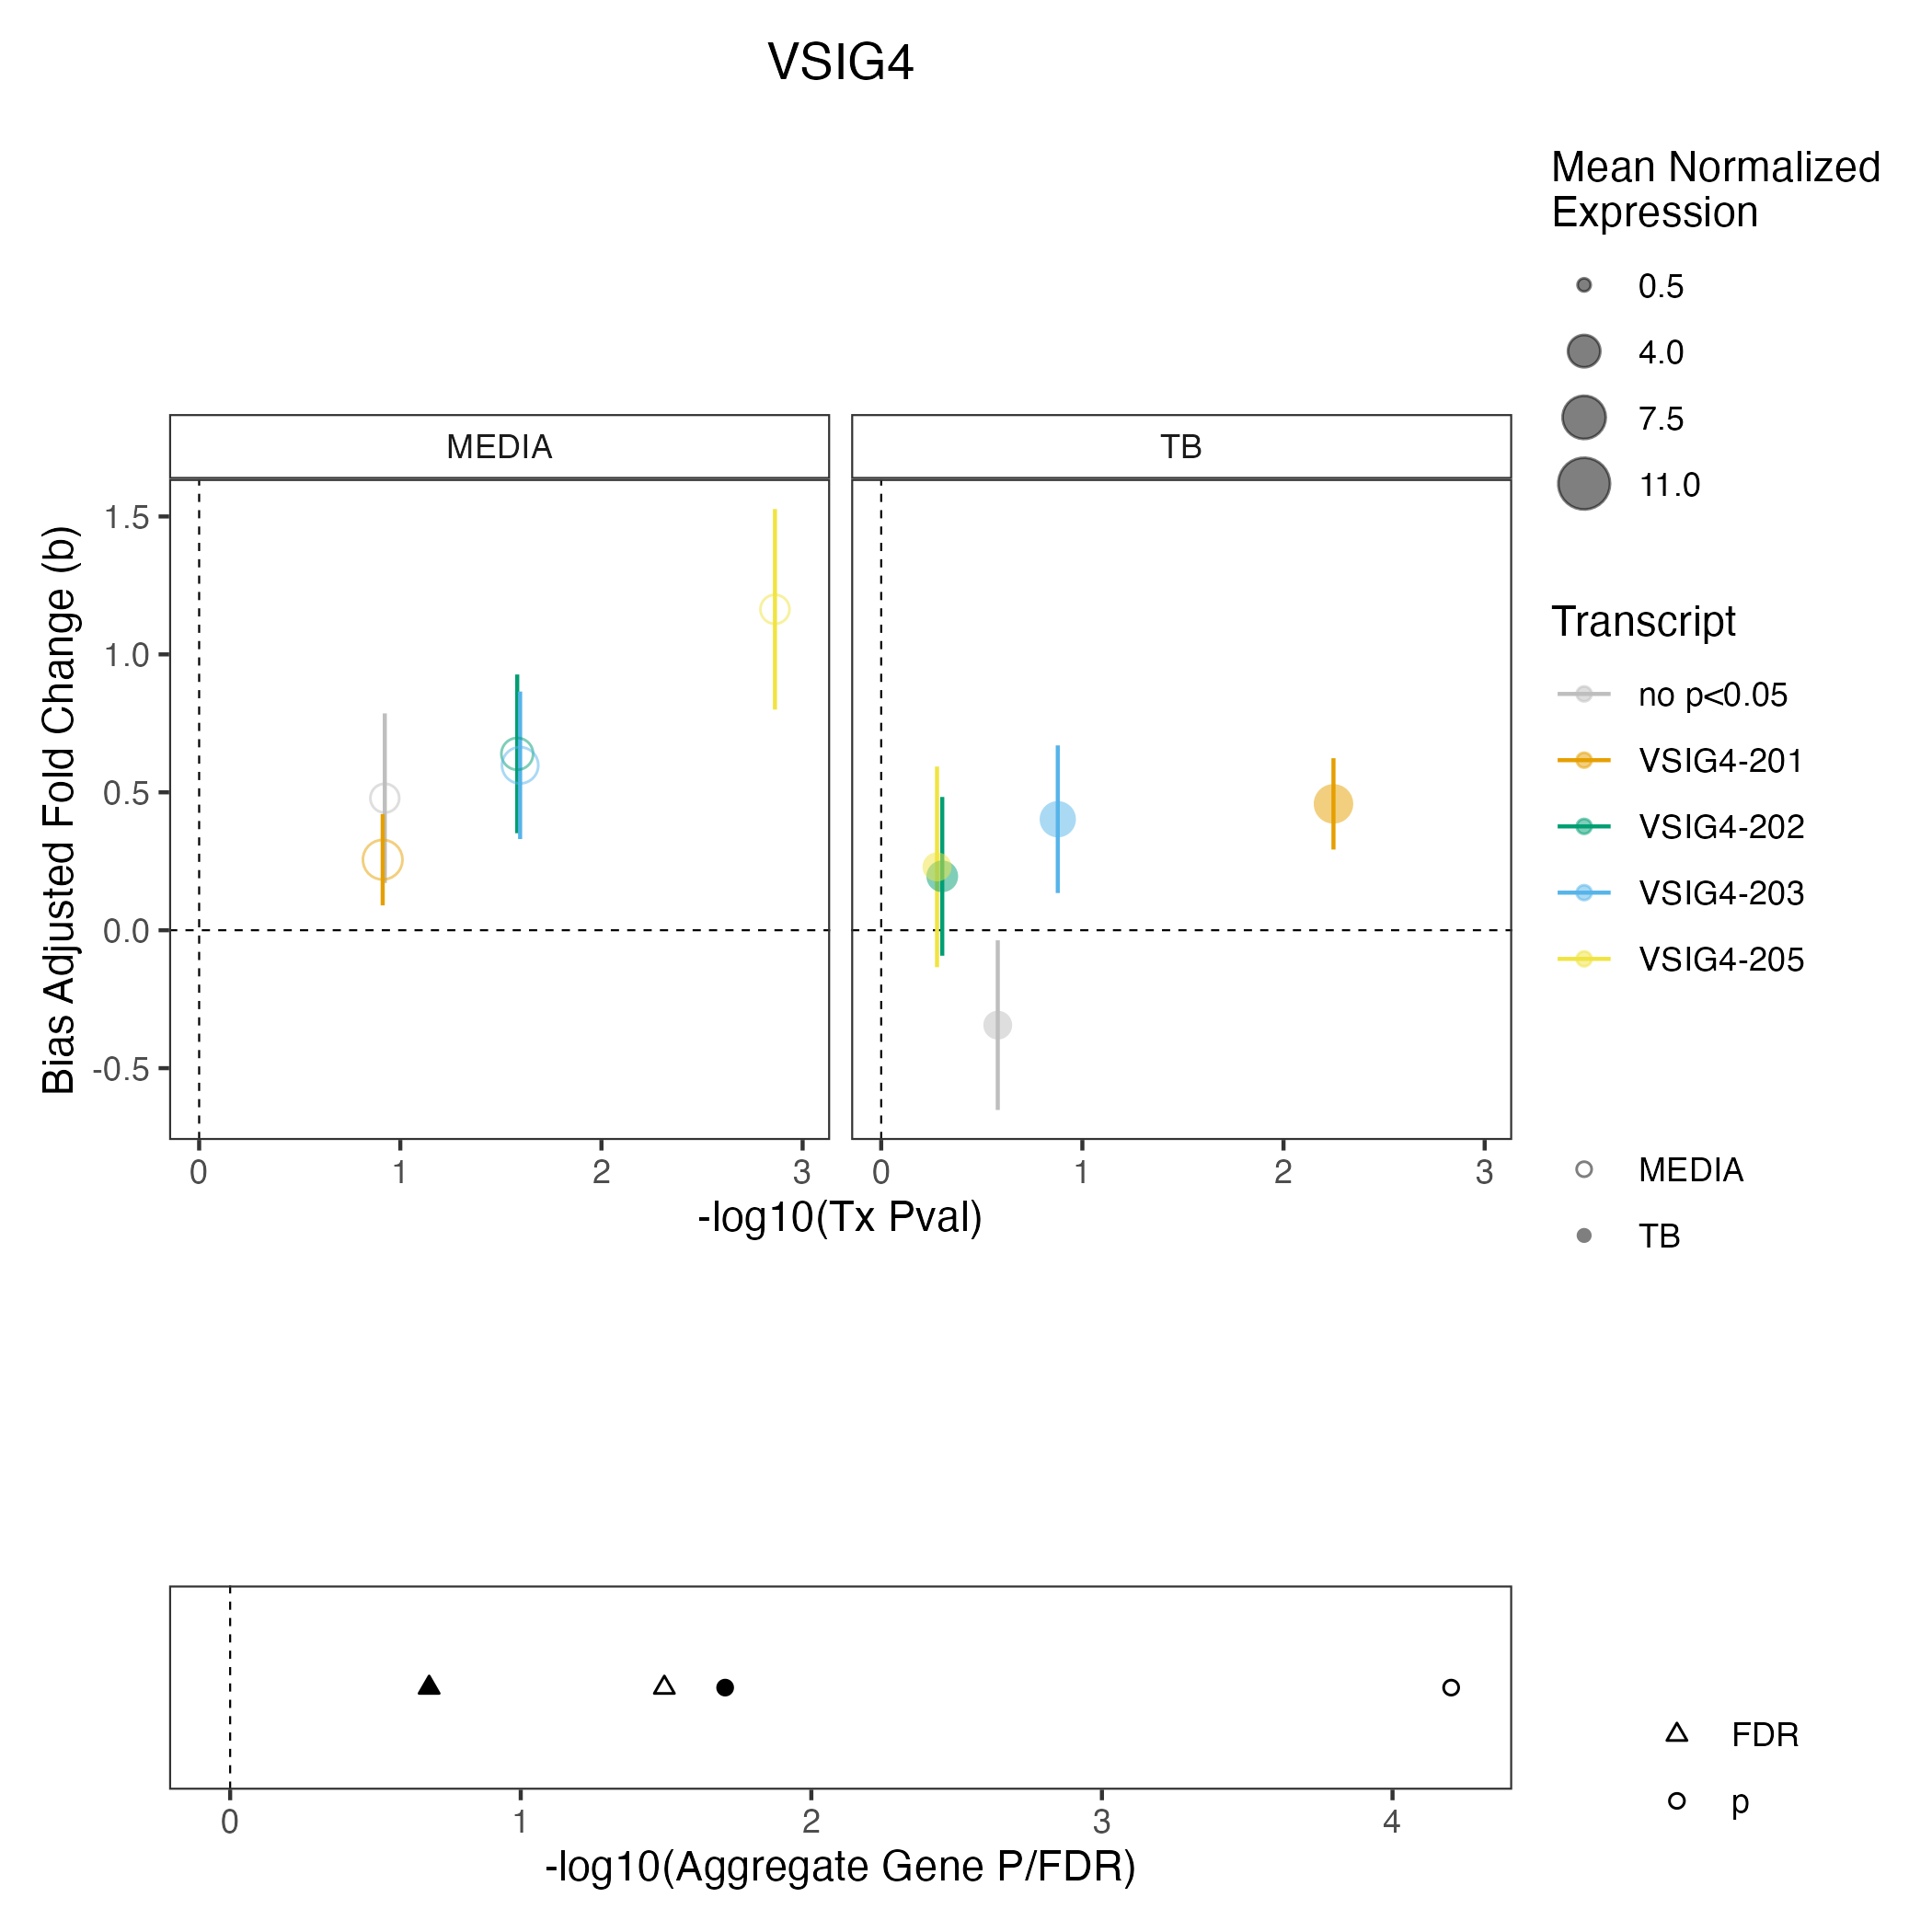 VSIG4
Mean Normalized
Expression
0.5
4.0
7.5
11.0
MEDIA
TB
1.5
1.0
0.5
0.0
-0.5
Bias Adjusted Fold Change (b)
0 1 2 3
0 1 2 3
-log10(Tx Pval)
Transcript
no p<0.05
VSIG4-201
VSIG4-202
VSIG4-203
VSIG4-205
MEDIA
TB
0 1 2 3 4
-log10(Aggregate Gene P/FDR)
FDR
p